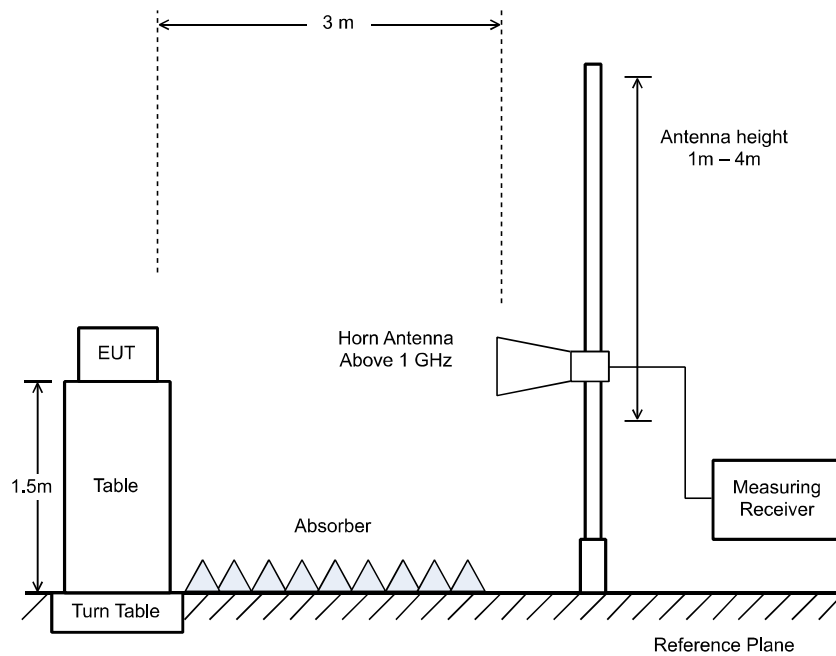 3 m
Antenna height
1m – 4m
Horn Antenna
Above 1 GHz
EUT
1.5m
Table
Measuring
Receiver
Absorber
Turn Table
Reference Plane